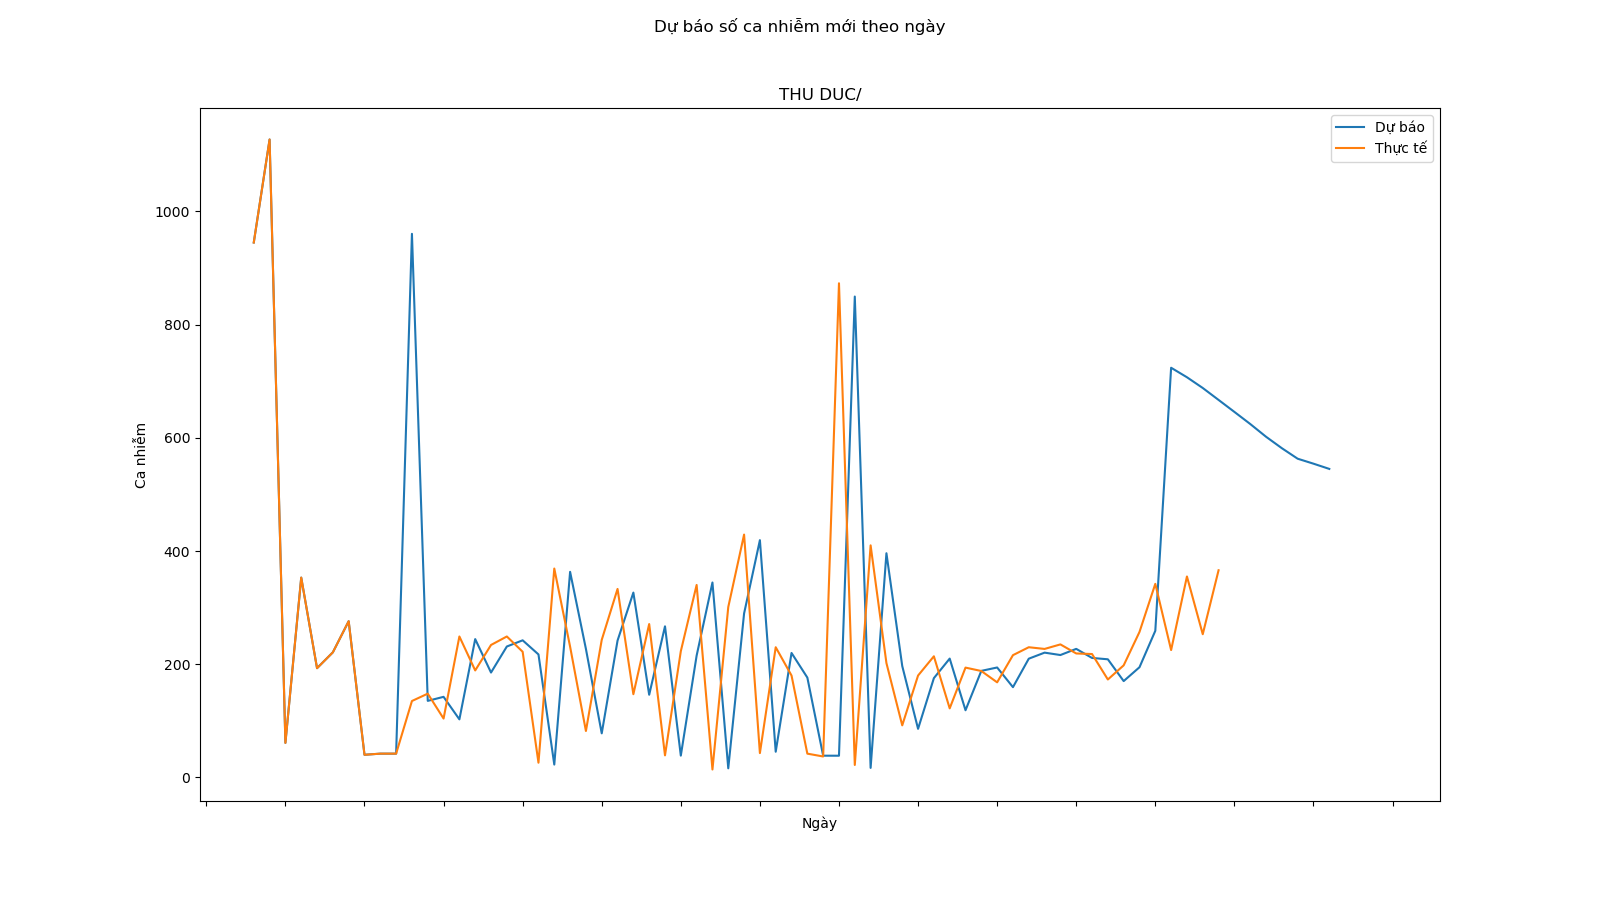 Dự báo số ca nhiễm mới theo ngày
THU DUC/
Dự báo
Thực tế
1000
800
600
400
200
0
Ca nhiễm
Ngày